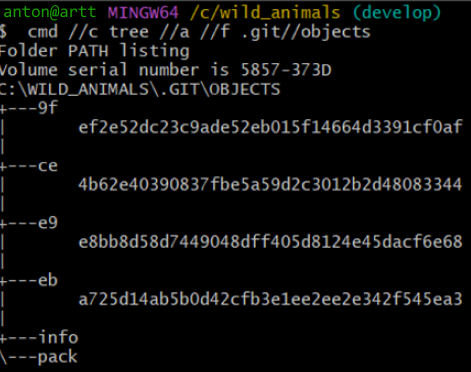 anton@artt MINGW64 /c/wild_animals (develop)
$ cmd //c tree //a //f .git//objects
Folder PATH listing
Volume serial number is 5857-373D
C:\WILD_ANIMALS\.GIT\OBJECTS
+---9f
|       ef2e52dc23c9ade52eb015f14664d3391cf0af
|
+---ce
|       4b62e40390837fbe5a59d2c3012b2d48083344
|
+---e9
|       e8bb8d58d7449048dff405d8124e45dacf6e68
|
+---eb
|       a725d14ab5b0d42cfb3e1ee2ee2e342f545ea3
|
+---info
\---pack